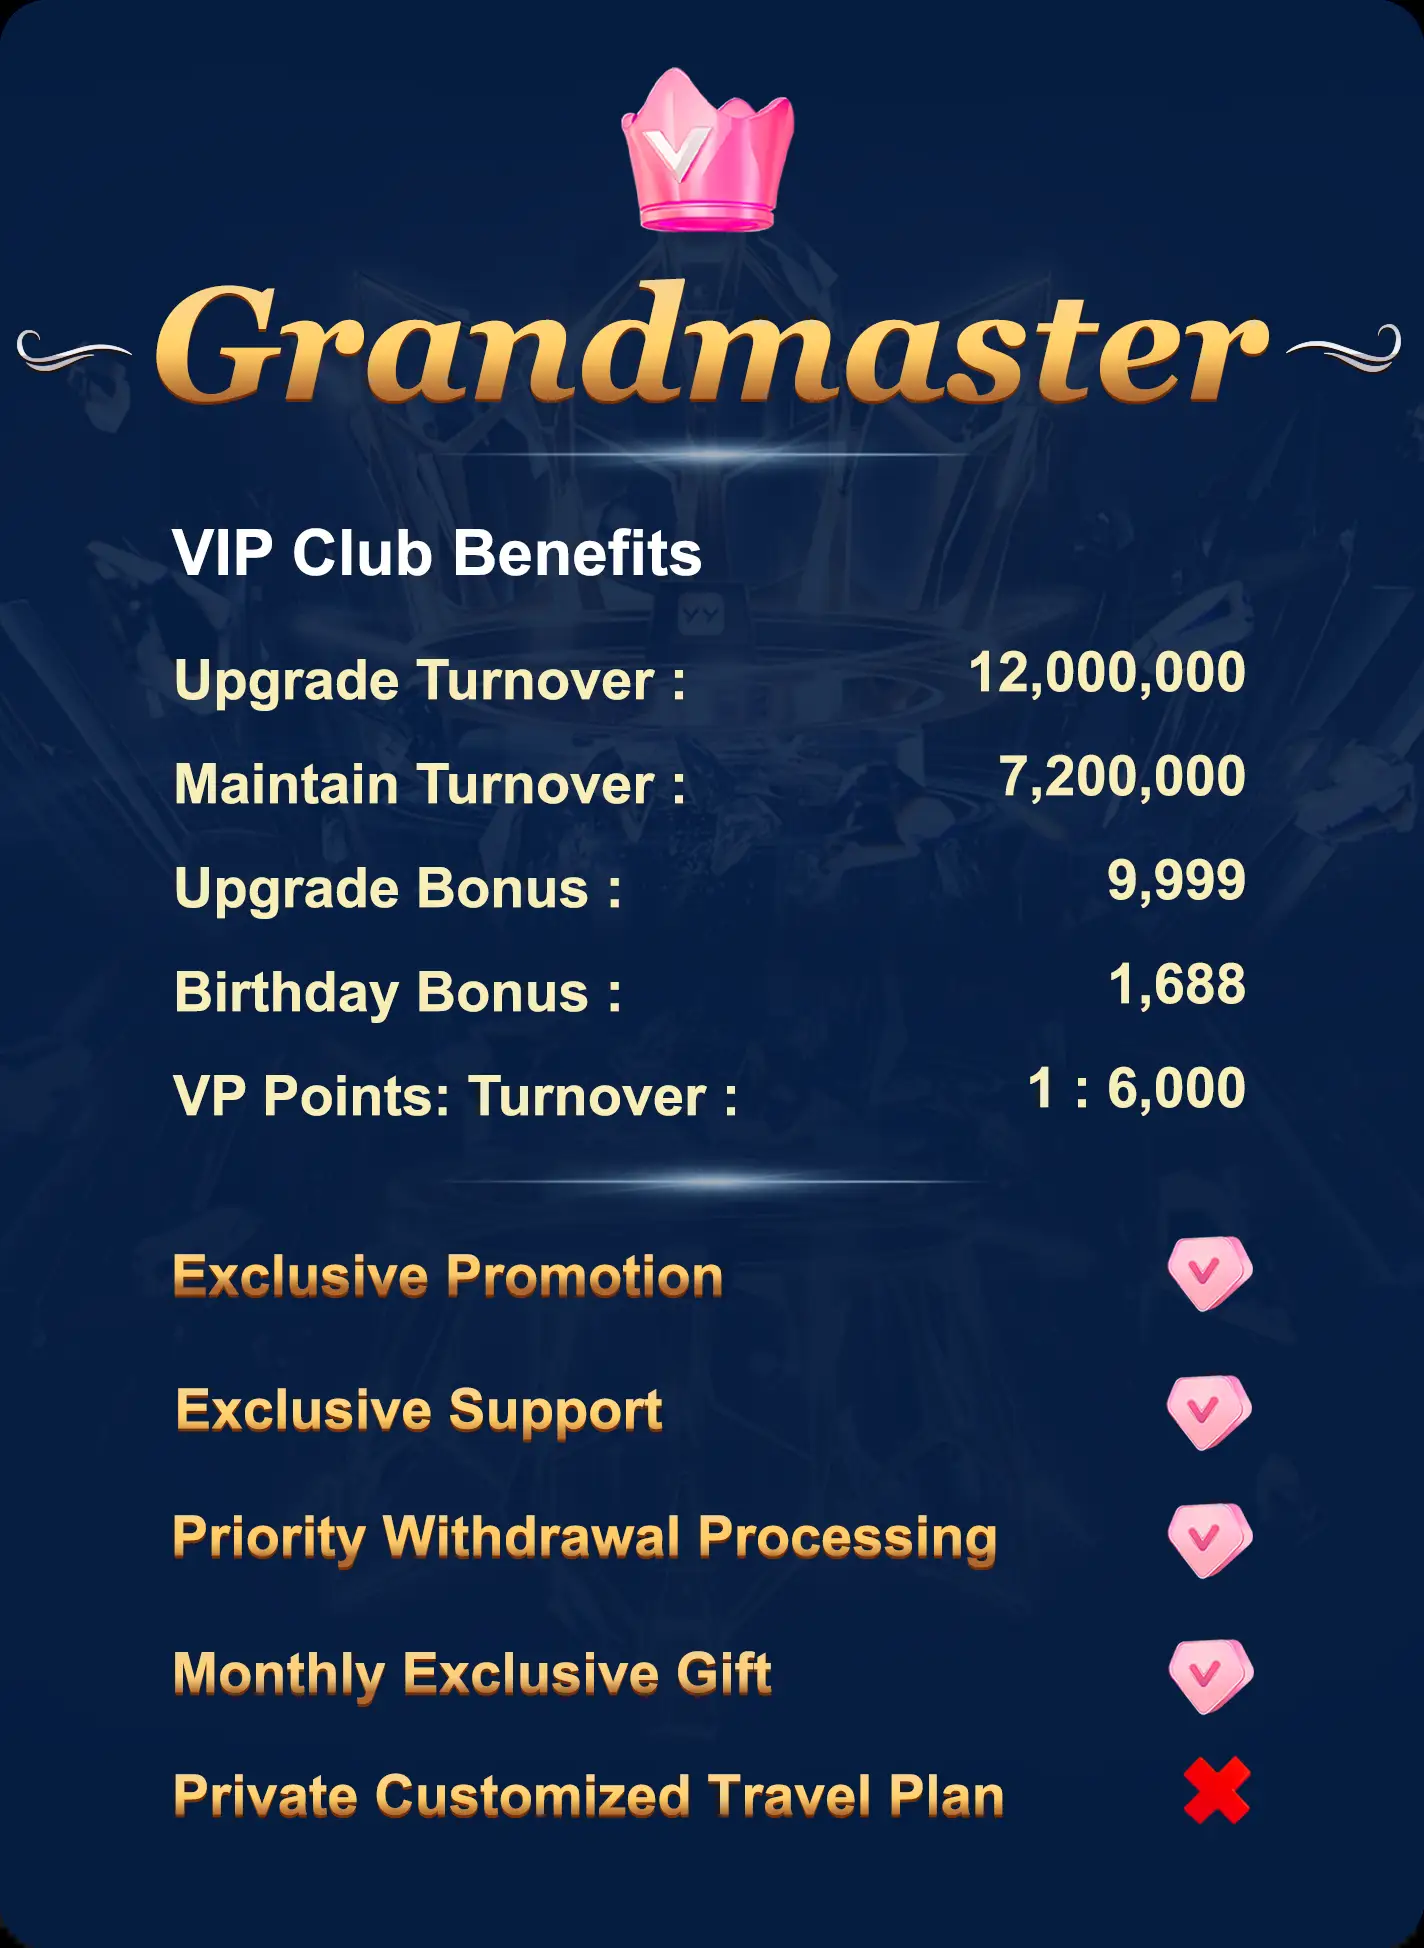 Grandmaster
VIP Club Benefits
Upgrade Turnover : 12,000,000
Maintain Turnover : 7,200,000
Upgrade Bonus : 9,999
Birthday Bonus : 1,688
VP Points: Turnover : 1 : 6,000
Exclusive Promotion
Exclusive Support
Priority Withdrawal Processing
Monthly Exclusive Gift
Private Customized Travel Plan